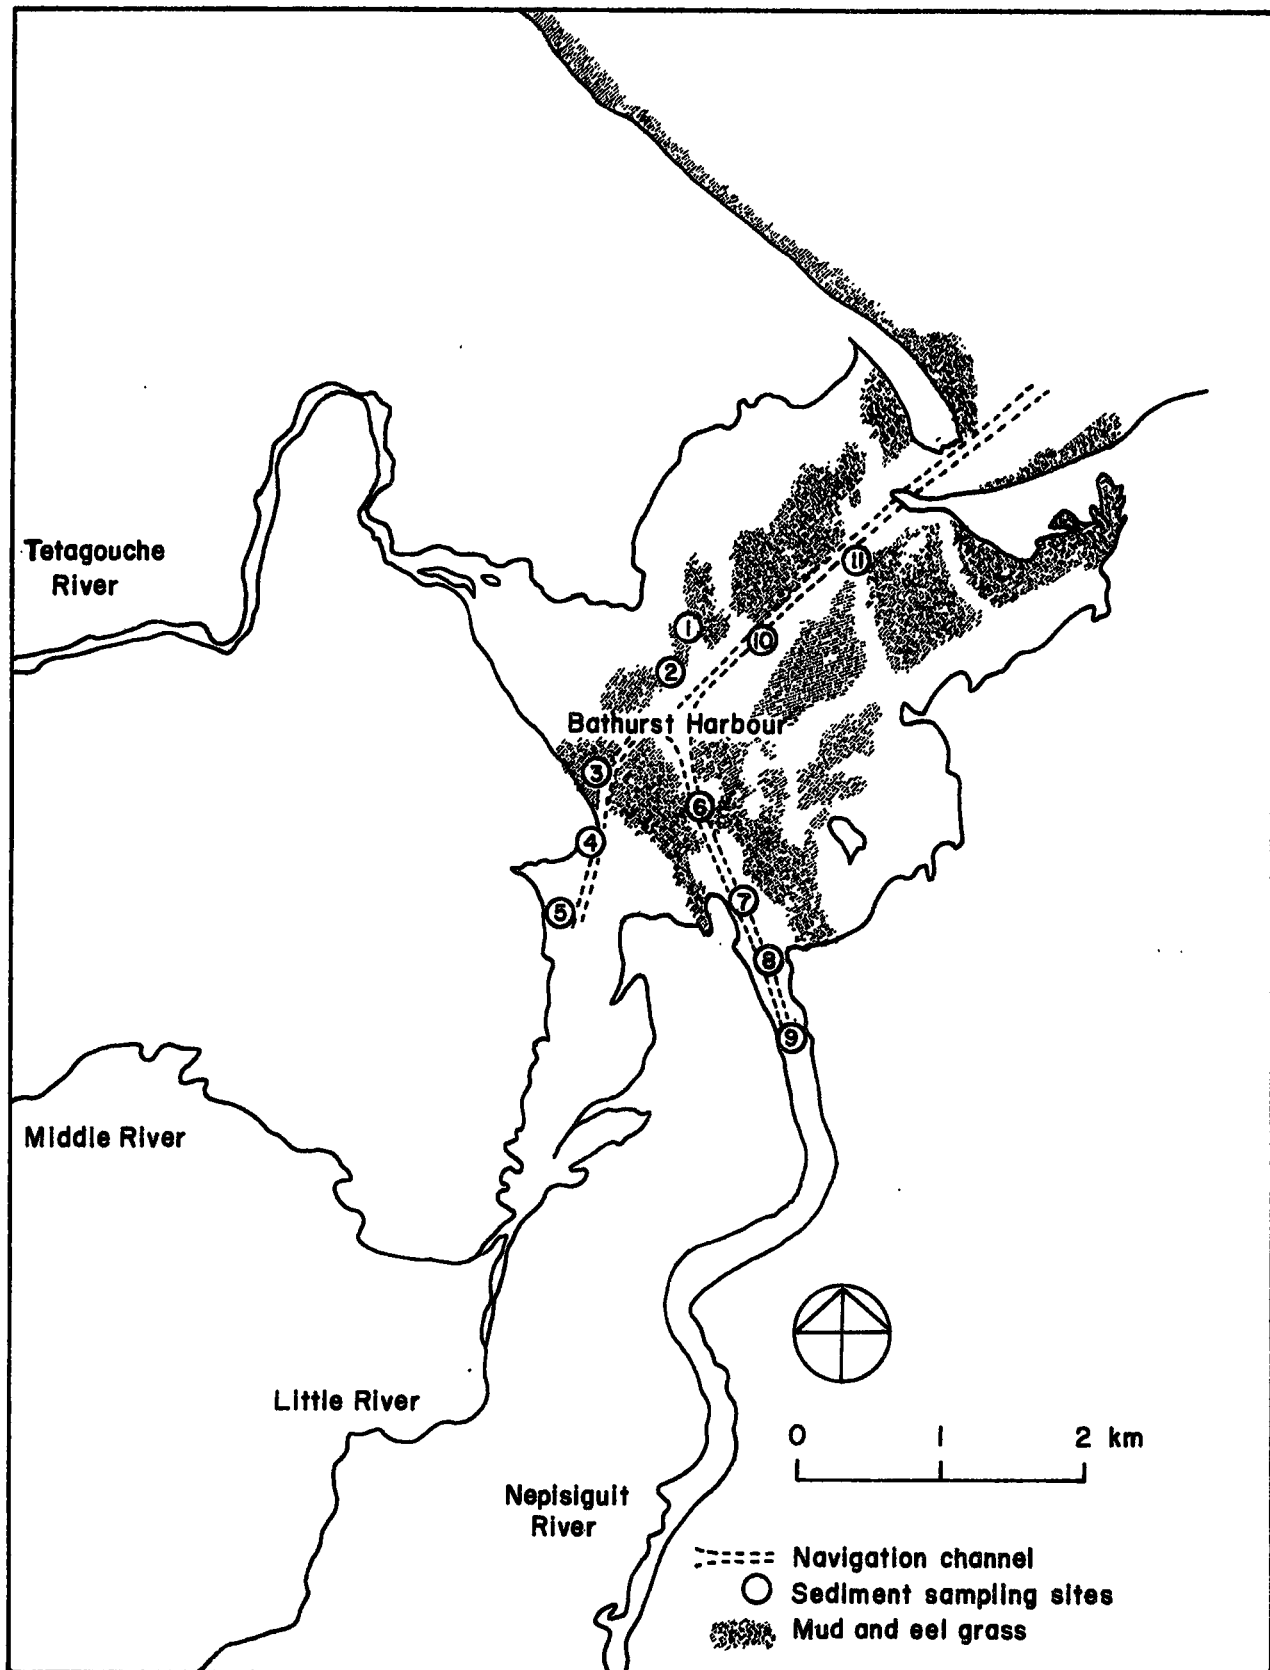 Tetagouche
River
1
2
11
10
Bathurst Harbour
3
6
4
5
7
8
9
Middle River
Little River
Nepisiguit
River
0 1 2 km
Navigation channel
Sediment sampling sites
Mud and eel grass